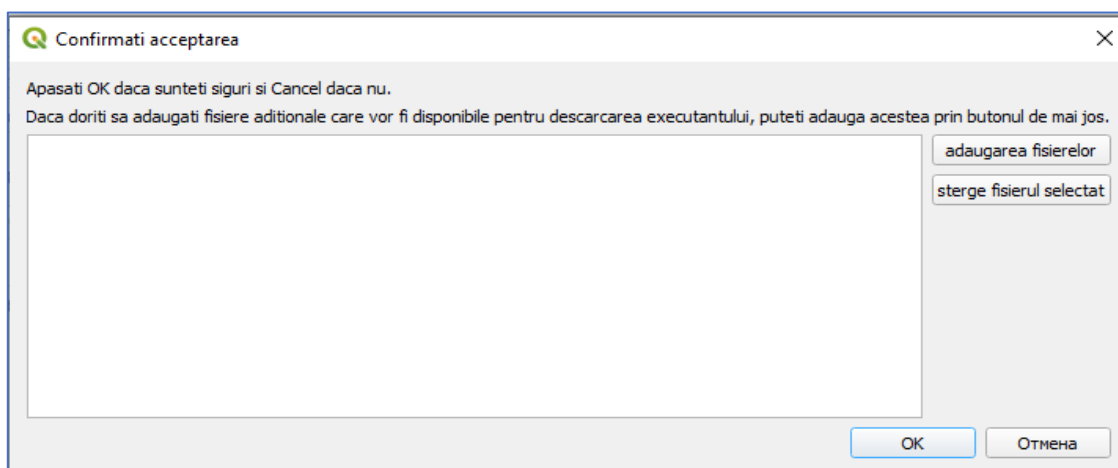 Confirmati acceptarea
Apasati OK daca sunteti siguri si Cancel daca nu.
Daca doriti sa adaugati fisiere aditionale care vor fi disponibile pentru descarcarea executantului, puteti adauga acestea prin butonul de mai jos.
adaugarea fisierelor
sterge fisierul selectat
OK
Отмена